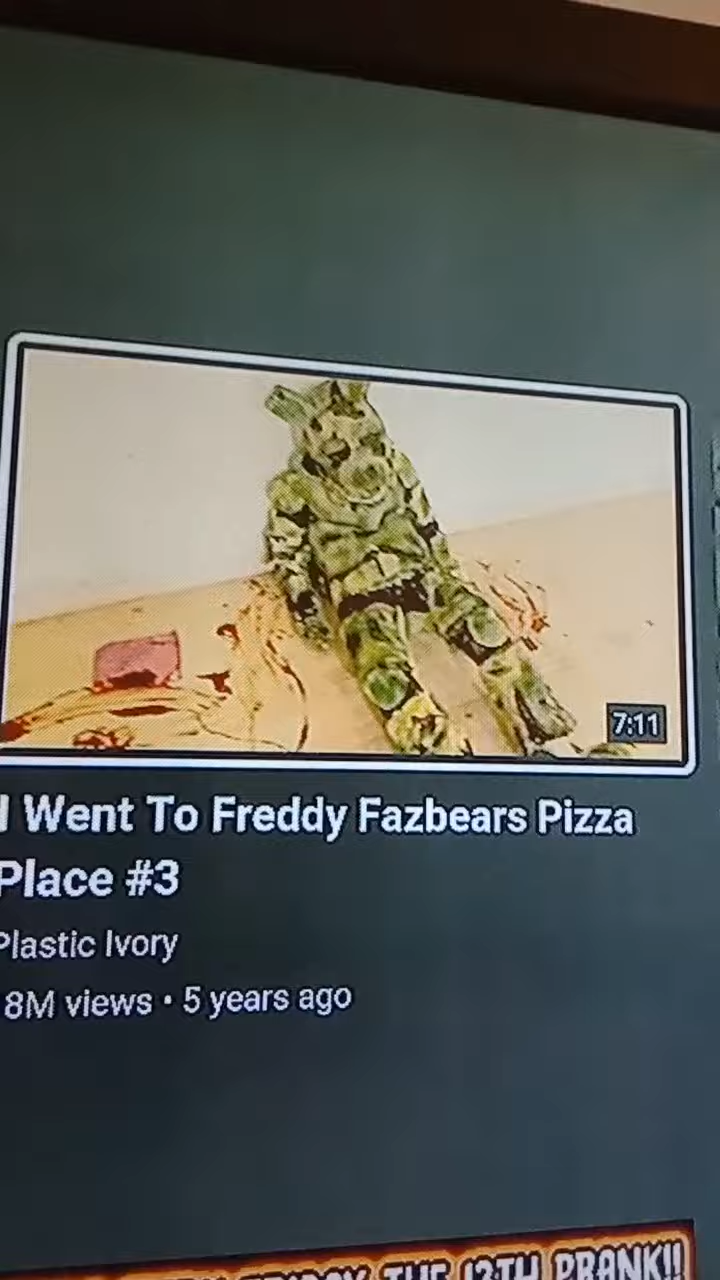 7:11
I Went To Freddy Fazbears Pizza
Place #3
Plastic Ivory
8M views • 5 years ago
FRIDAY THE 13TH PRANK!!